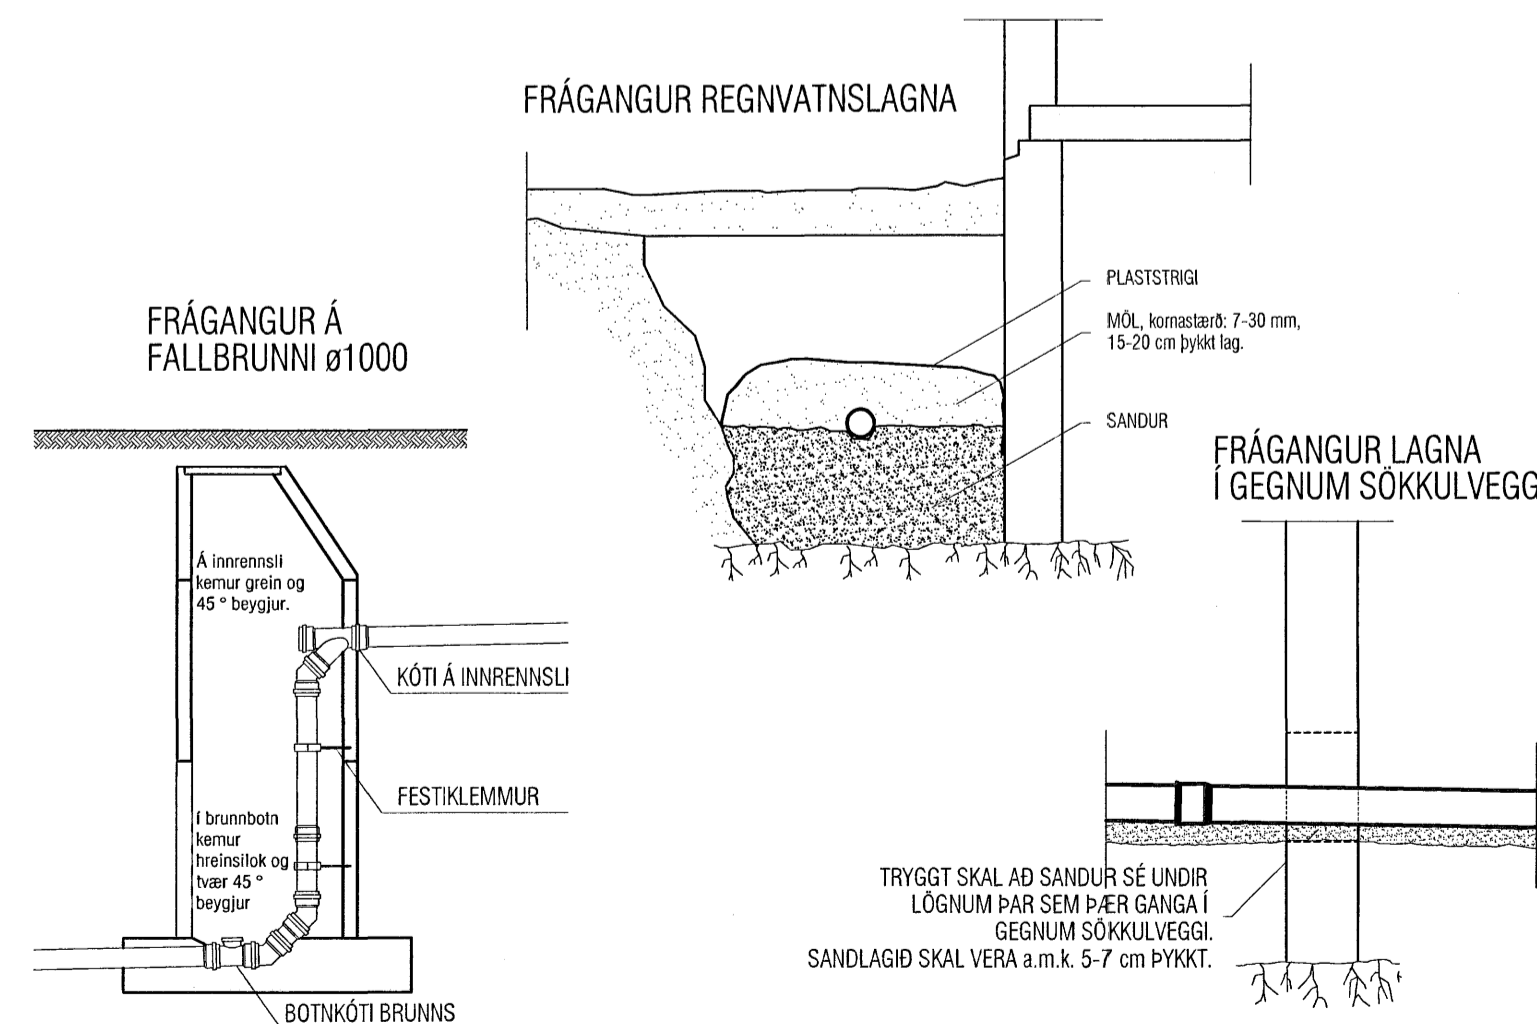 FRÁGANGUR REGNVATNSLAGNA
PLASTSTRIGI
MÖL, kornastærð: 7-30 mm,
15-20 cm þykkt lag.
SANDUR
FRÁGANGUR Á
FALLBRUNNI ø1000
Á innrennsli
kemur grein og
45 ° beygjur.
KÓTI Á INNRENNSLI
FESTIKLEMMUR
Í brunnbotn
kemur
hreinsilok og
tvær 45 °
beygjur
BOTNKÓTI BRUNNS
FRÁGANGUR LAGNA
Í GEGNUM SÖKKULVEGG
TRYGGT SKAL AÐ SANDUR SÉ UNDIR
LÖGNUM ÞAR SEM ÞÆR GANGA Í
GEGNUM SÖKKULVEGGI.
SANDLAGIÐ SKAL VERA a.m.k. 5-7 cm ÞYKKT.